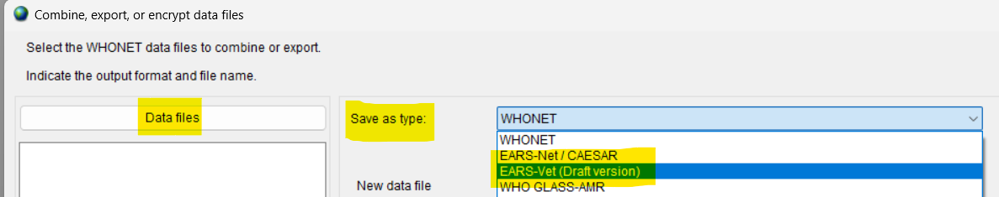 Combine, export, or encrypt data files
Select the WHONET data files to combine or export.
Indicate the output format and file name.
Data files
Save as type:
WHONET
WHONET
EARS-Net / CAESAR
EARS-Vet (Draft version)
New data file
WHO GLASS-AMR